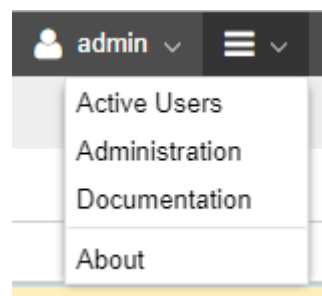 admin
Active Users
Administration
Documentation
About